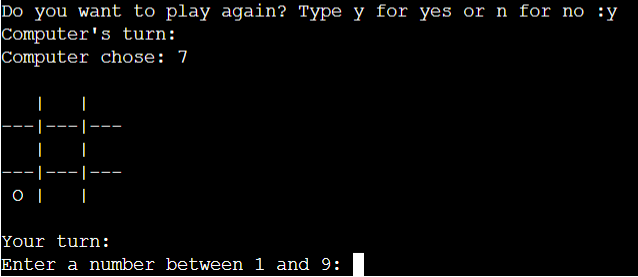 Do you want to play again? Type y for yes or n for no :y
Computer's turn:
Computer chose: 7
   |   |
---|---|---
   |   |
---|---|---
 O |   |
Your turn:
Enter a number between 1 and 9: